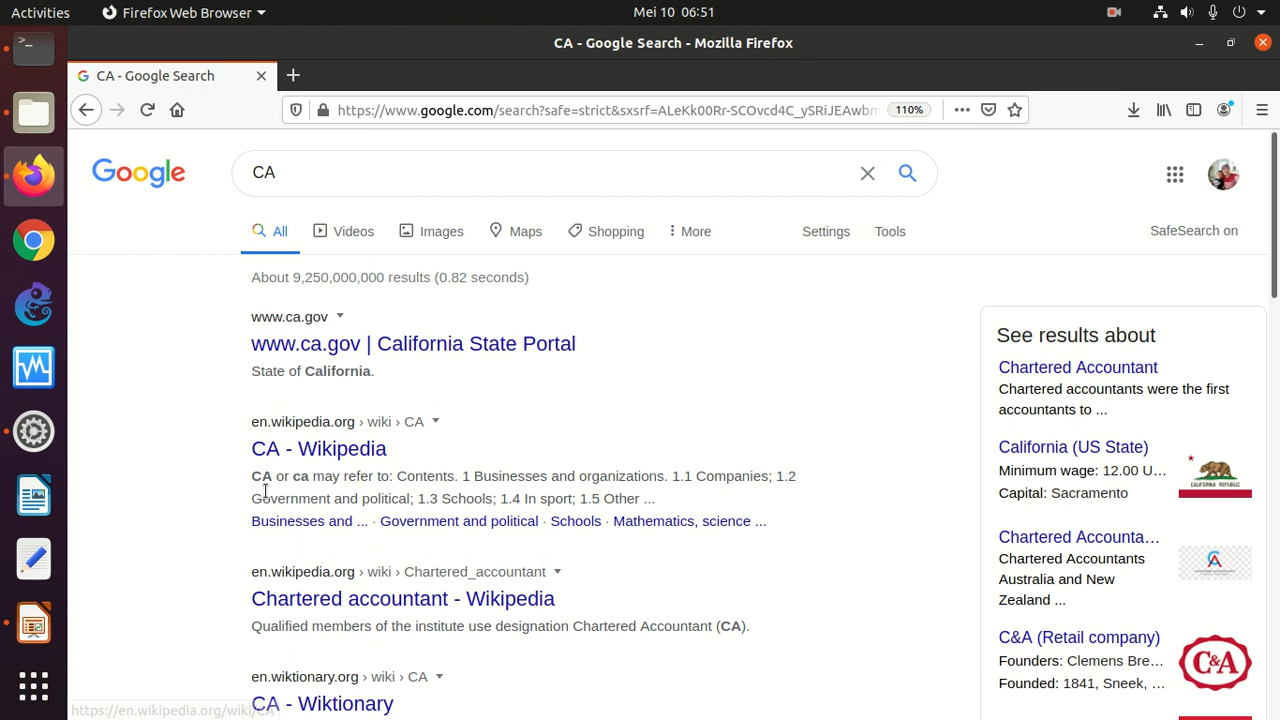 Activities
Firefox Web Browser
Mei 10 06:51
CA - Google Search - Mozilla Firefox
CA - Google Search
https://www.google.com/search?safe=strict&sxsrf=ALeKk00Rr-SCOvcd4C_ySRiJEAwbm
110%
Google
CA
All
Videos
Images
Maps
Shopping
More
Settings
Tools
SafeSearch on
About 9,250,000,000 results (0.82 seconds)
www.ca.gov
www.ca.gov | California State Portal
State of California.
en.wikipedia.org › wiki › CA
CA - Wikipedia
CA or ca may refer to: Contents. 1 Businesses and organizations. 1.1 Companies; 1.2
Government and political; 1.3 Schools; 1.4 In sport; 1.5 Other ...
Businesses and ... · Government and political · Schools · Mathematics, science ...
en.wikipedia.org › wiki › Chartered_accountant
Chartered accountant - Wikipedia
Qualified members of the institute use designation Chartered Accountant (CA).
en.wiktionary.org › wiki › CA
CA - Wiktionary
https://en.wikipedia.org/wiki/CA
See results about
Chartered Accountant
Chartered accountants were the first
accountants to ...
California (US State)
Minimum wage: 12.00 U...
Capital: Sacramento
CALIFORNIA REPUBLIC
Chartered Accounta...
Chartered Accountants
Australia and New
Zealand ...
C&A (Retail company)
Founders: Clemens Bre...
Founded: 1841, Sneek, ...
C&A